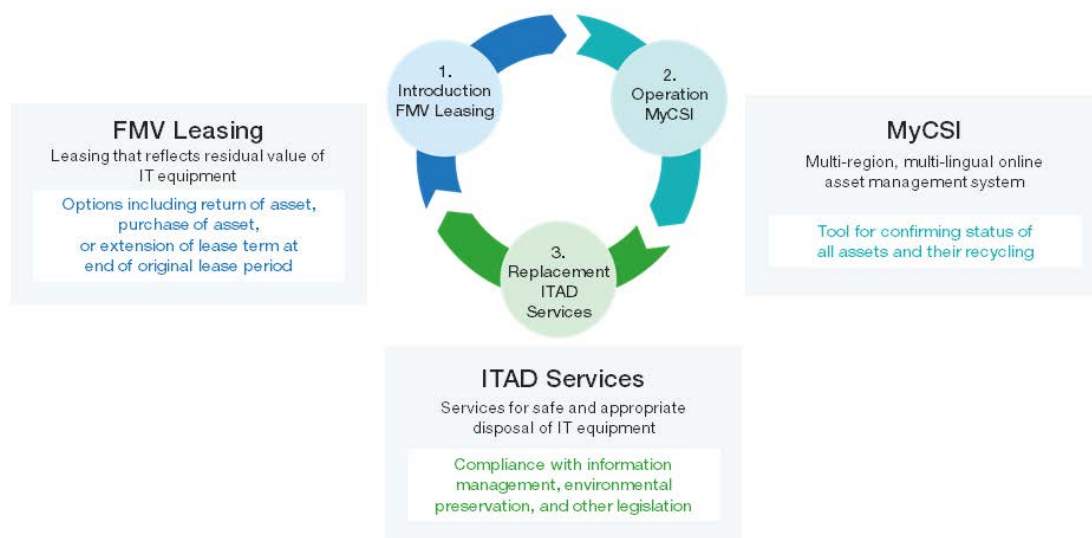 1.
Introduction
FMV Leasing
2.
Operation
MyCSI
3.
Replacement
ITAD
Services
FMV Leasing
Leasing that reflects residual value of
IT equipment
Options including return of asset,
purchase of asset,
or extension of lease term at
end of original lease period
MyCSI
Multi-region, multi-lingual online
asset management system
Tool for confirming status of
all assets and their recycling
ITAD Services
Services for safe and appropriate
disposal of IT equipment
Compliance with information
management, environmental
preservation, and other legislation